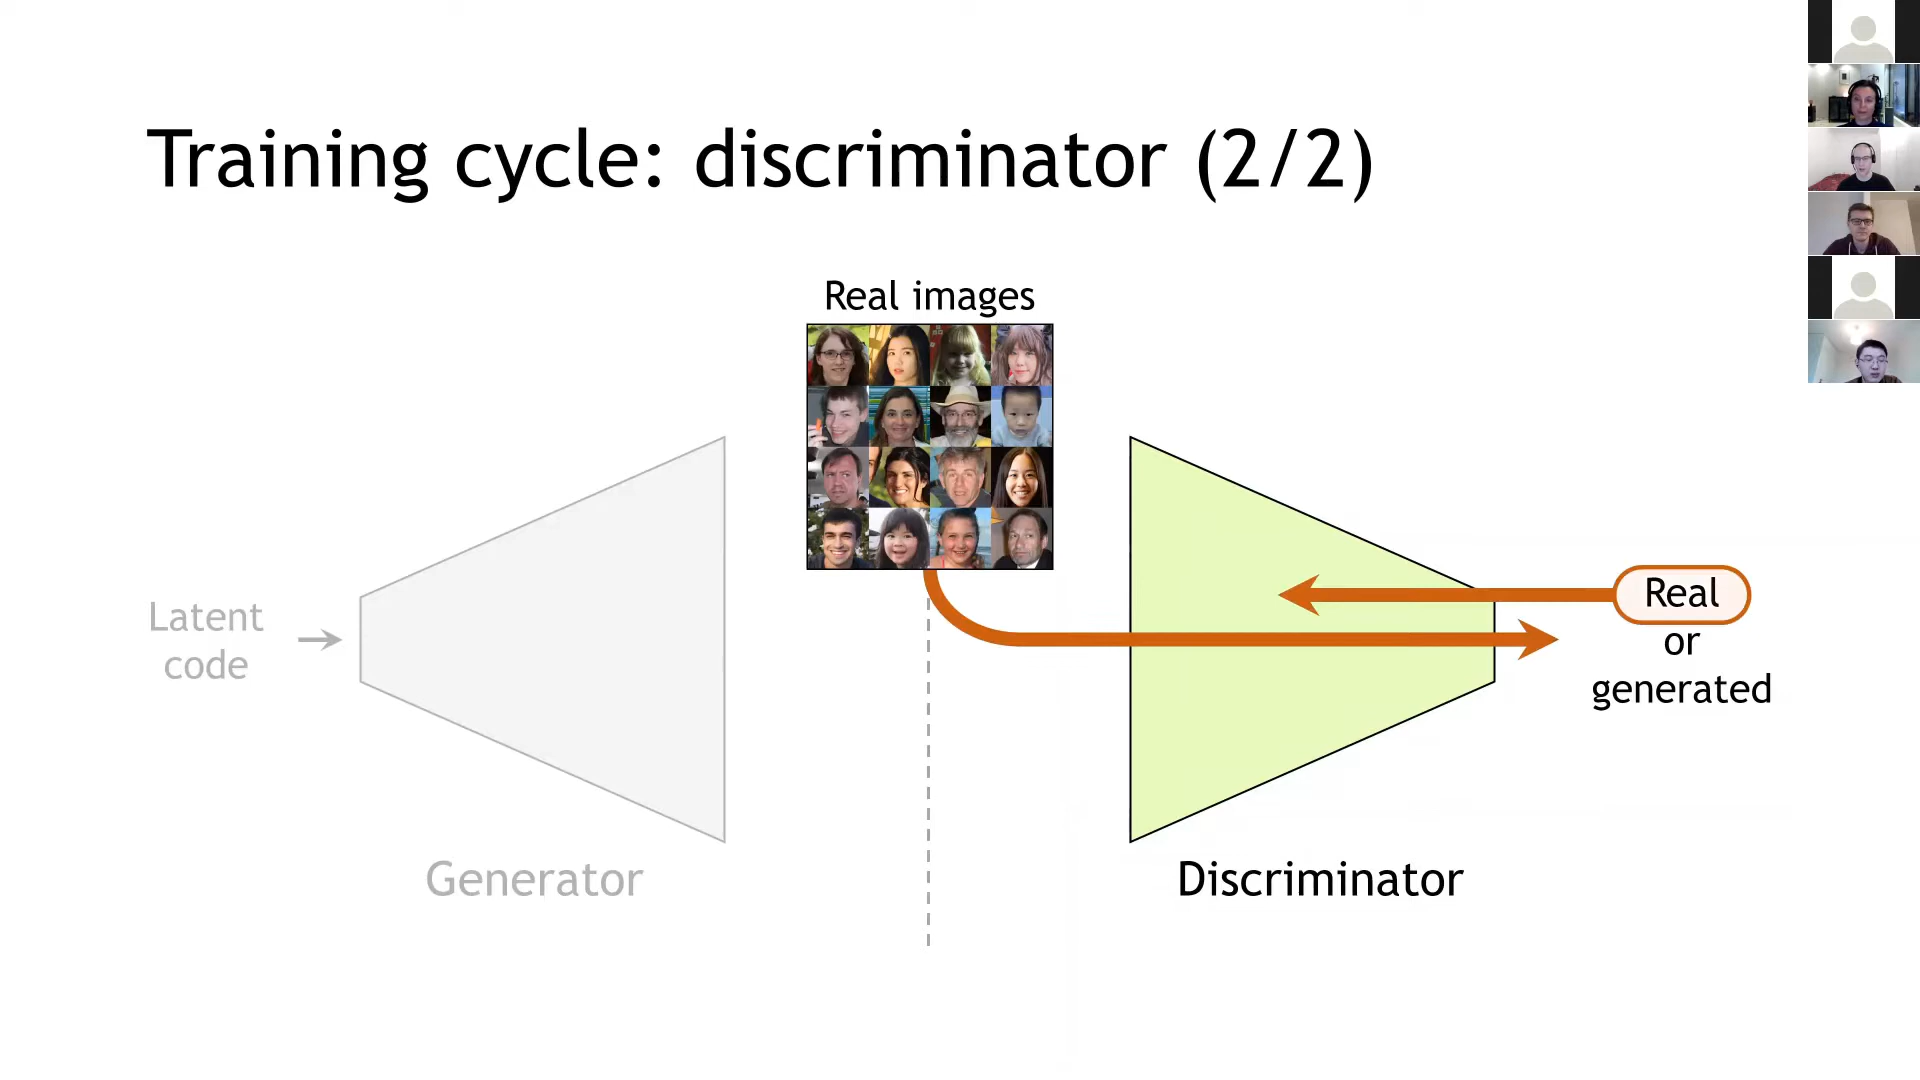 Training cycle: discriminator (2/2)
Real images
Latent
code
Real
or
generated
Generator
Discriminator